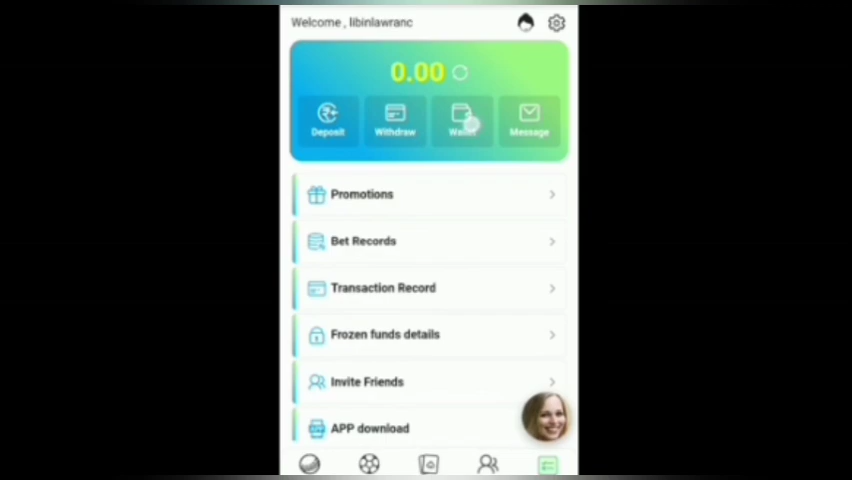 Welcome , libinlawranc
0.00
Deposit
Withdraw
Message
Promotions
Bet Records
Transaction Record
Frozen funds details
Invite Friends
APP download